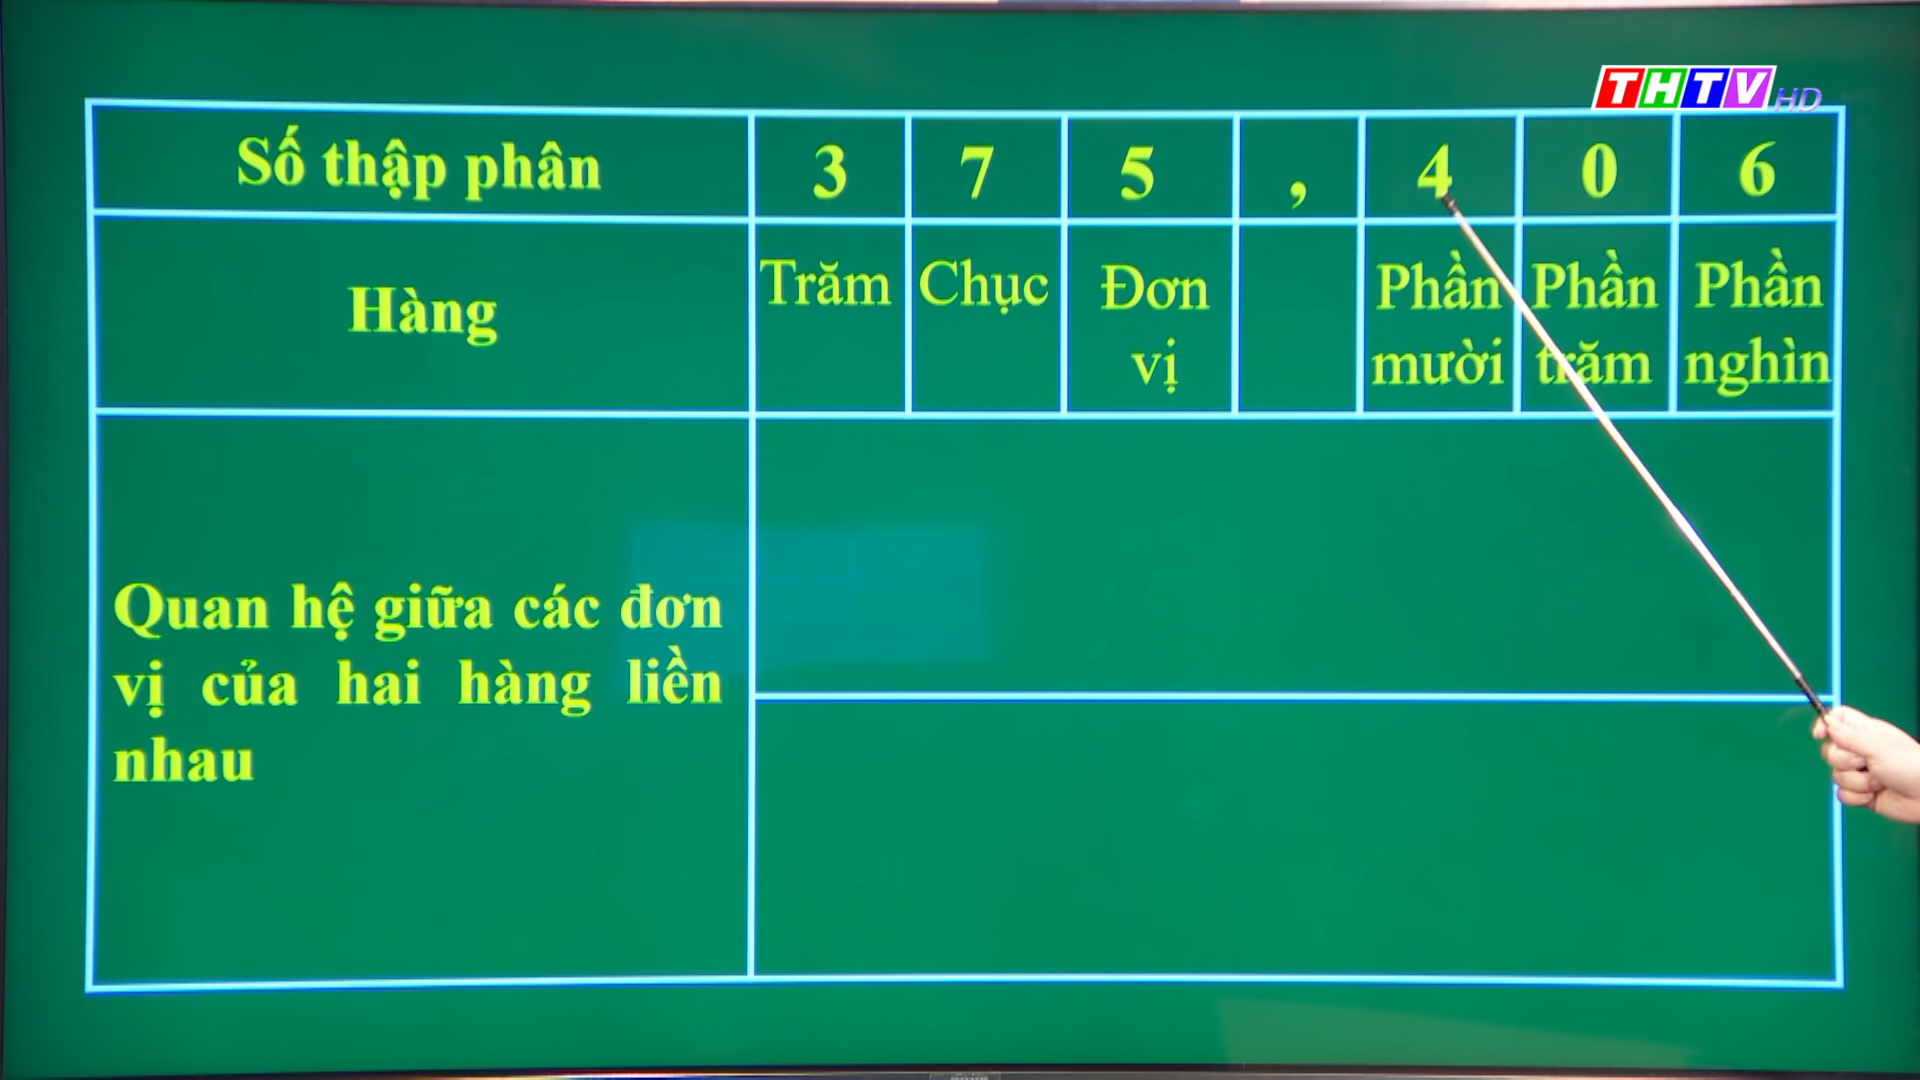 THTV HD
Số thập phân 3 7 5 , 4 0 6
Hàng Trăm Chục Đơn vị Phần mười Phần trăm Phần nghìn
Quan hệ giữa các đơn
vị của hai hàng liền
nhau